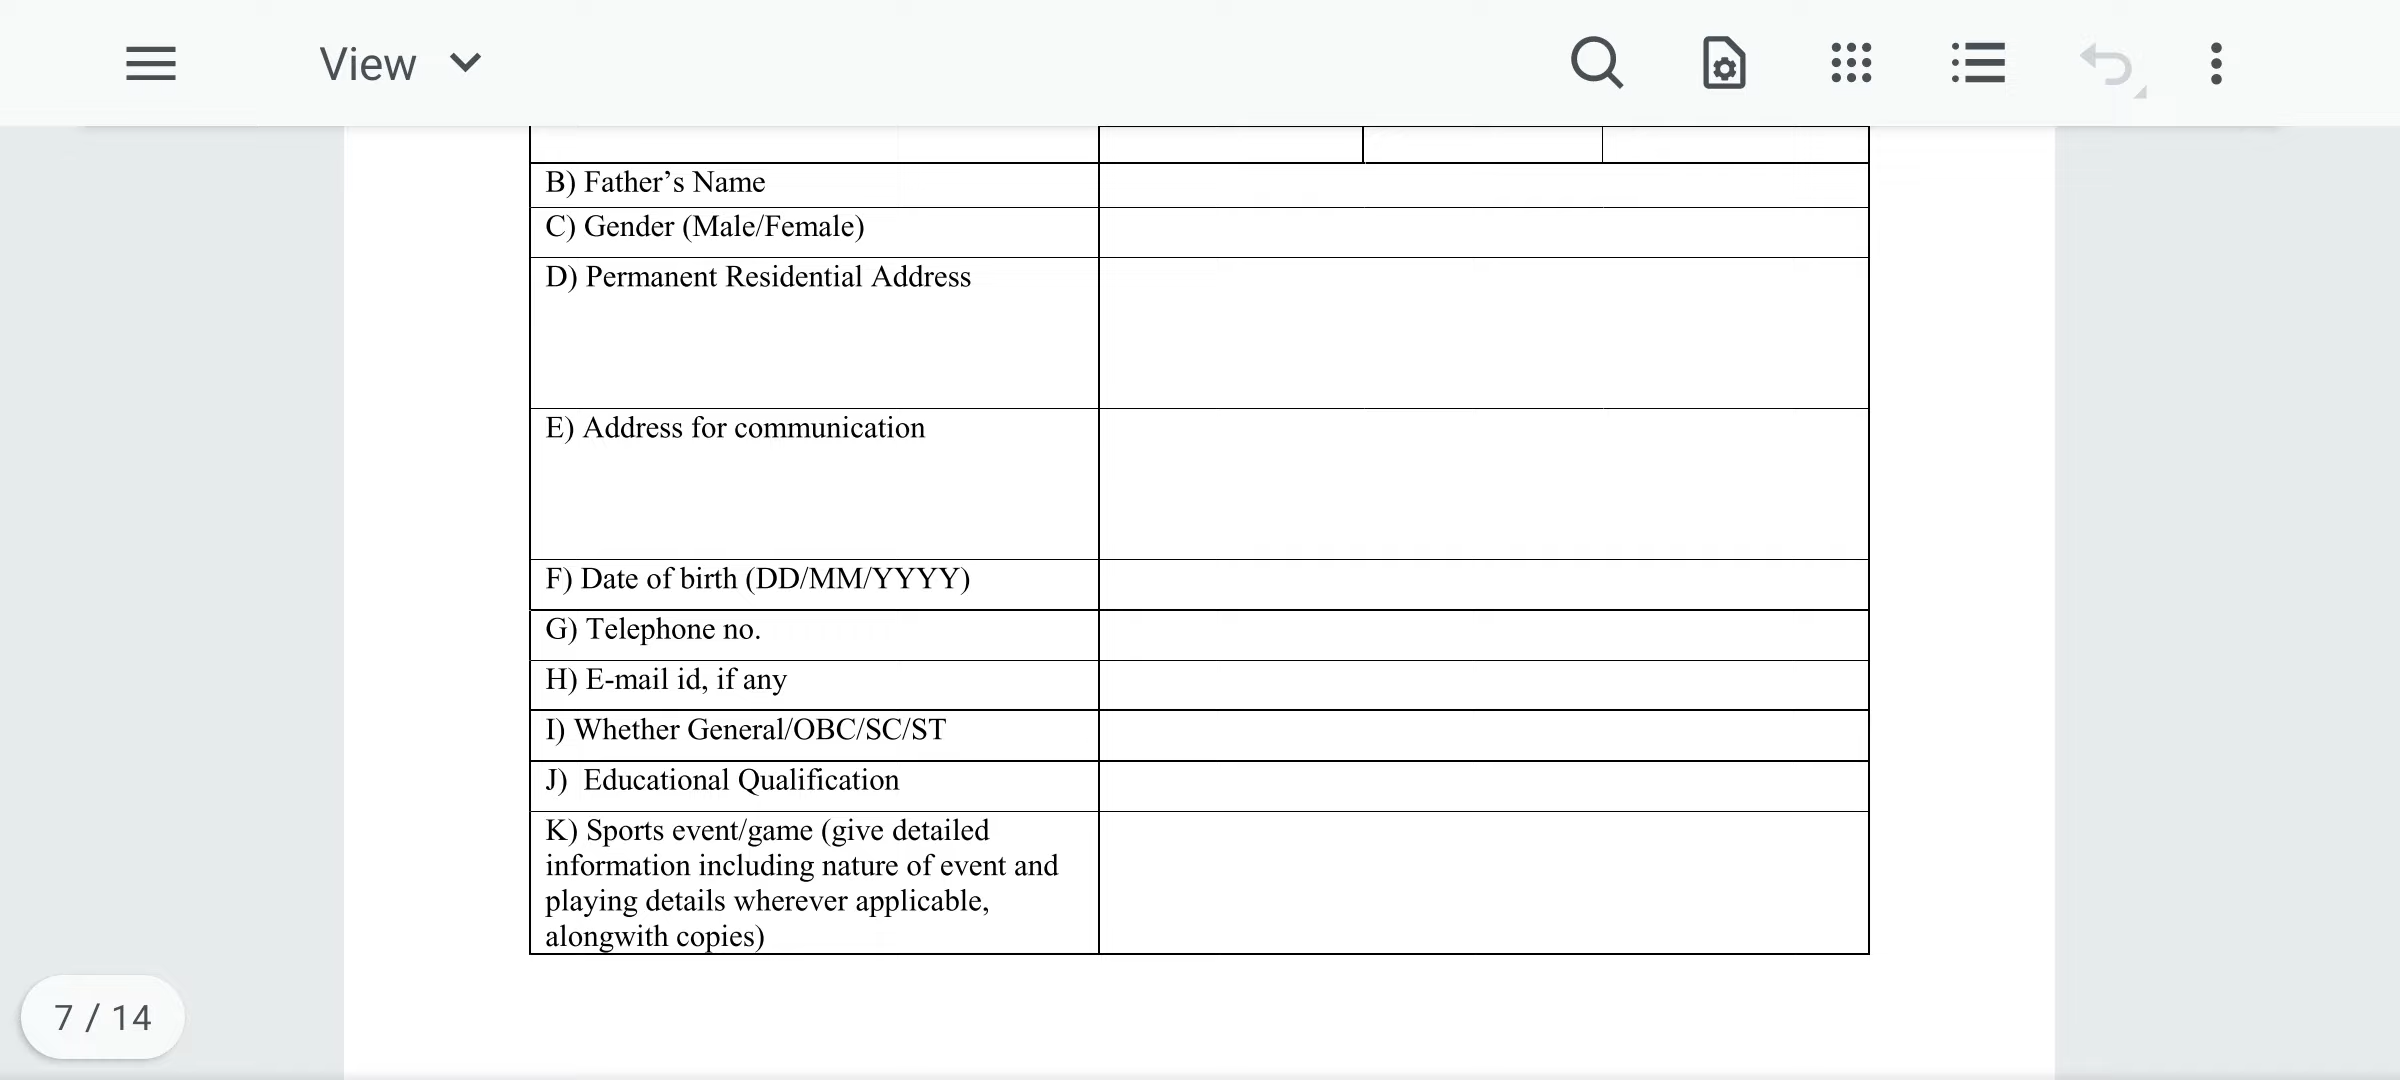 View
B) Father’s Name
C) Gender (Male/Female)
D) Permanent Residential Address
E) Address for communication
F) Date of birth (DD/MM/YYYY)
G) Telephone no.
H) E-mail id, if any
I) Whether General/OBC/SC/ST
J)  Educational Qualification
K) Sports event/game (give detailed
information including nature of event and
playing details wherever applicable,
alongwith copies)
7 / 14